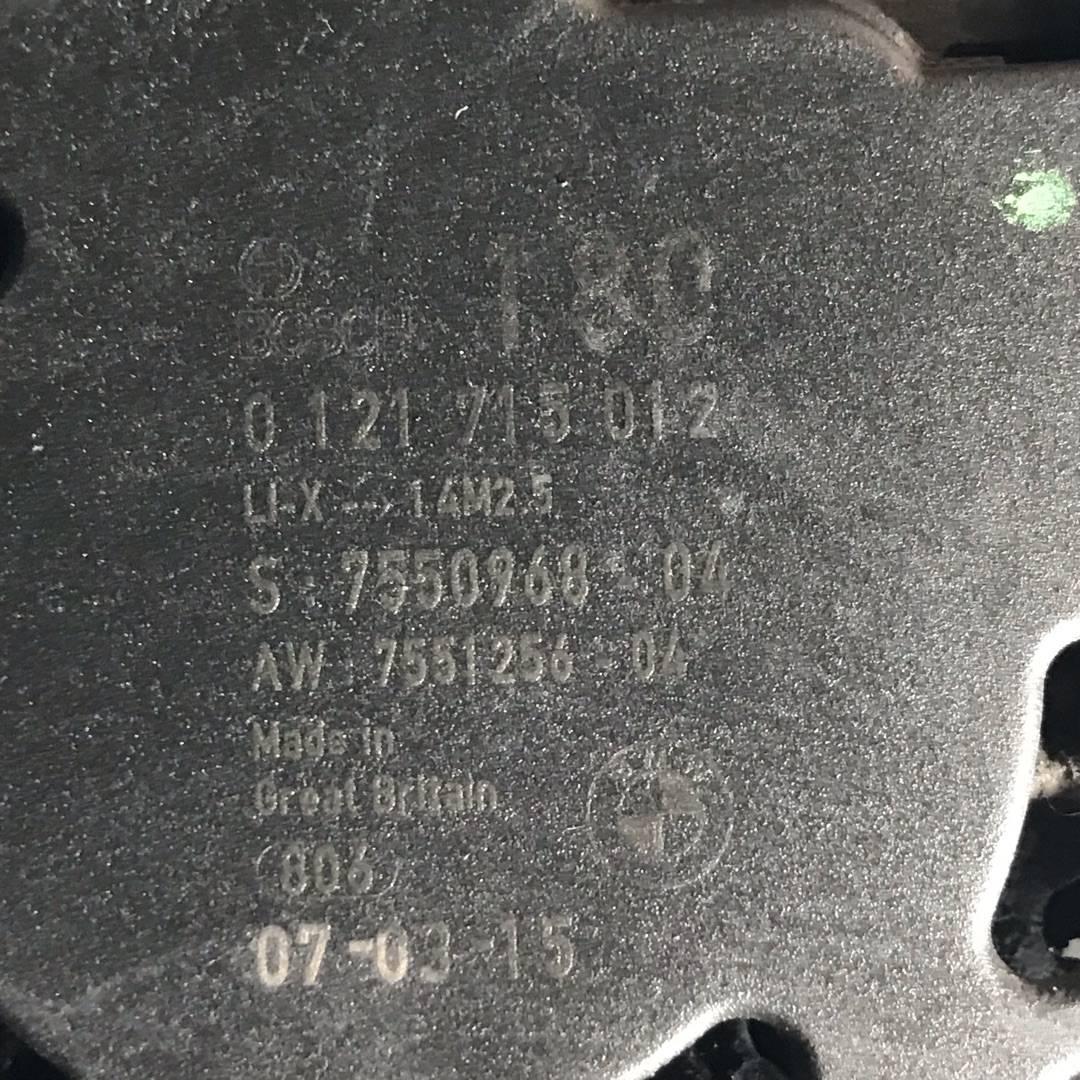 T80
BOSCH
0 121 715 012
LI-X --> 14M2.5
S: 7550968 - 04
AW: 7551256 - 04
Made in
Great Britain
806
07-03-15